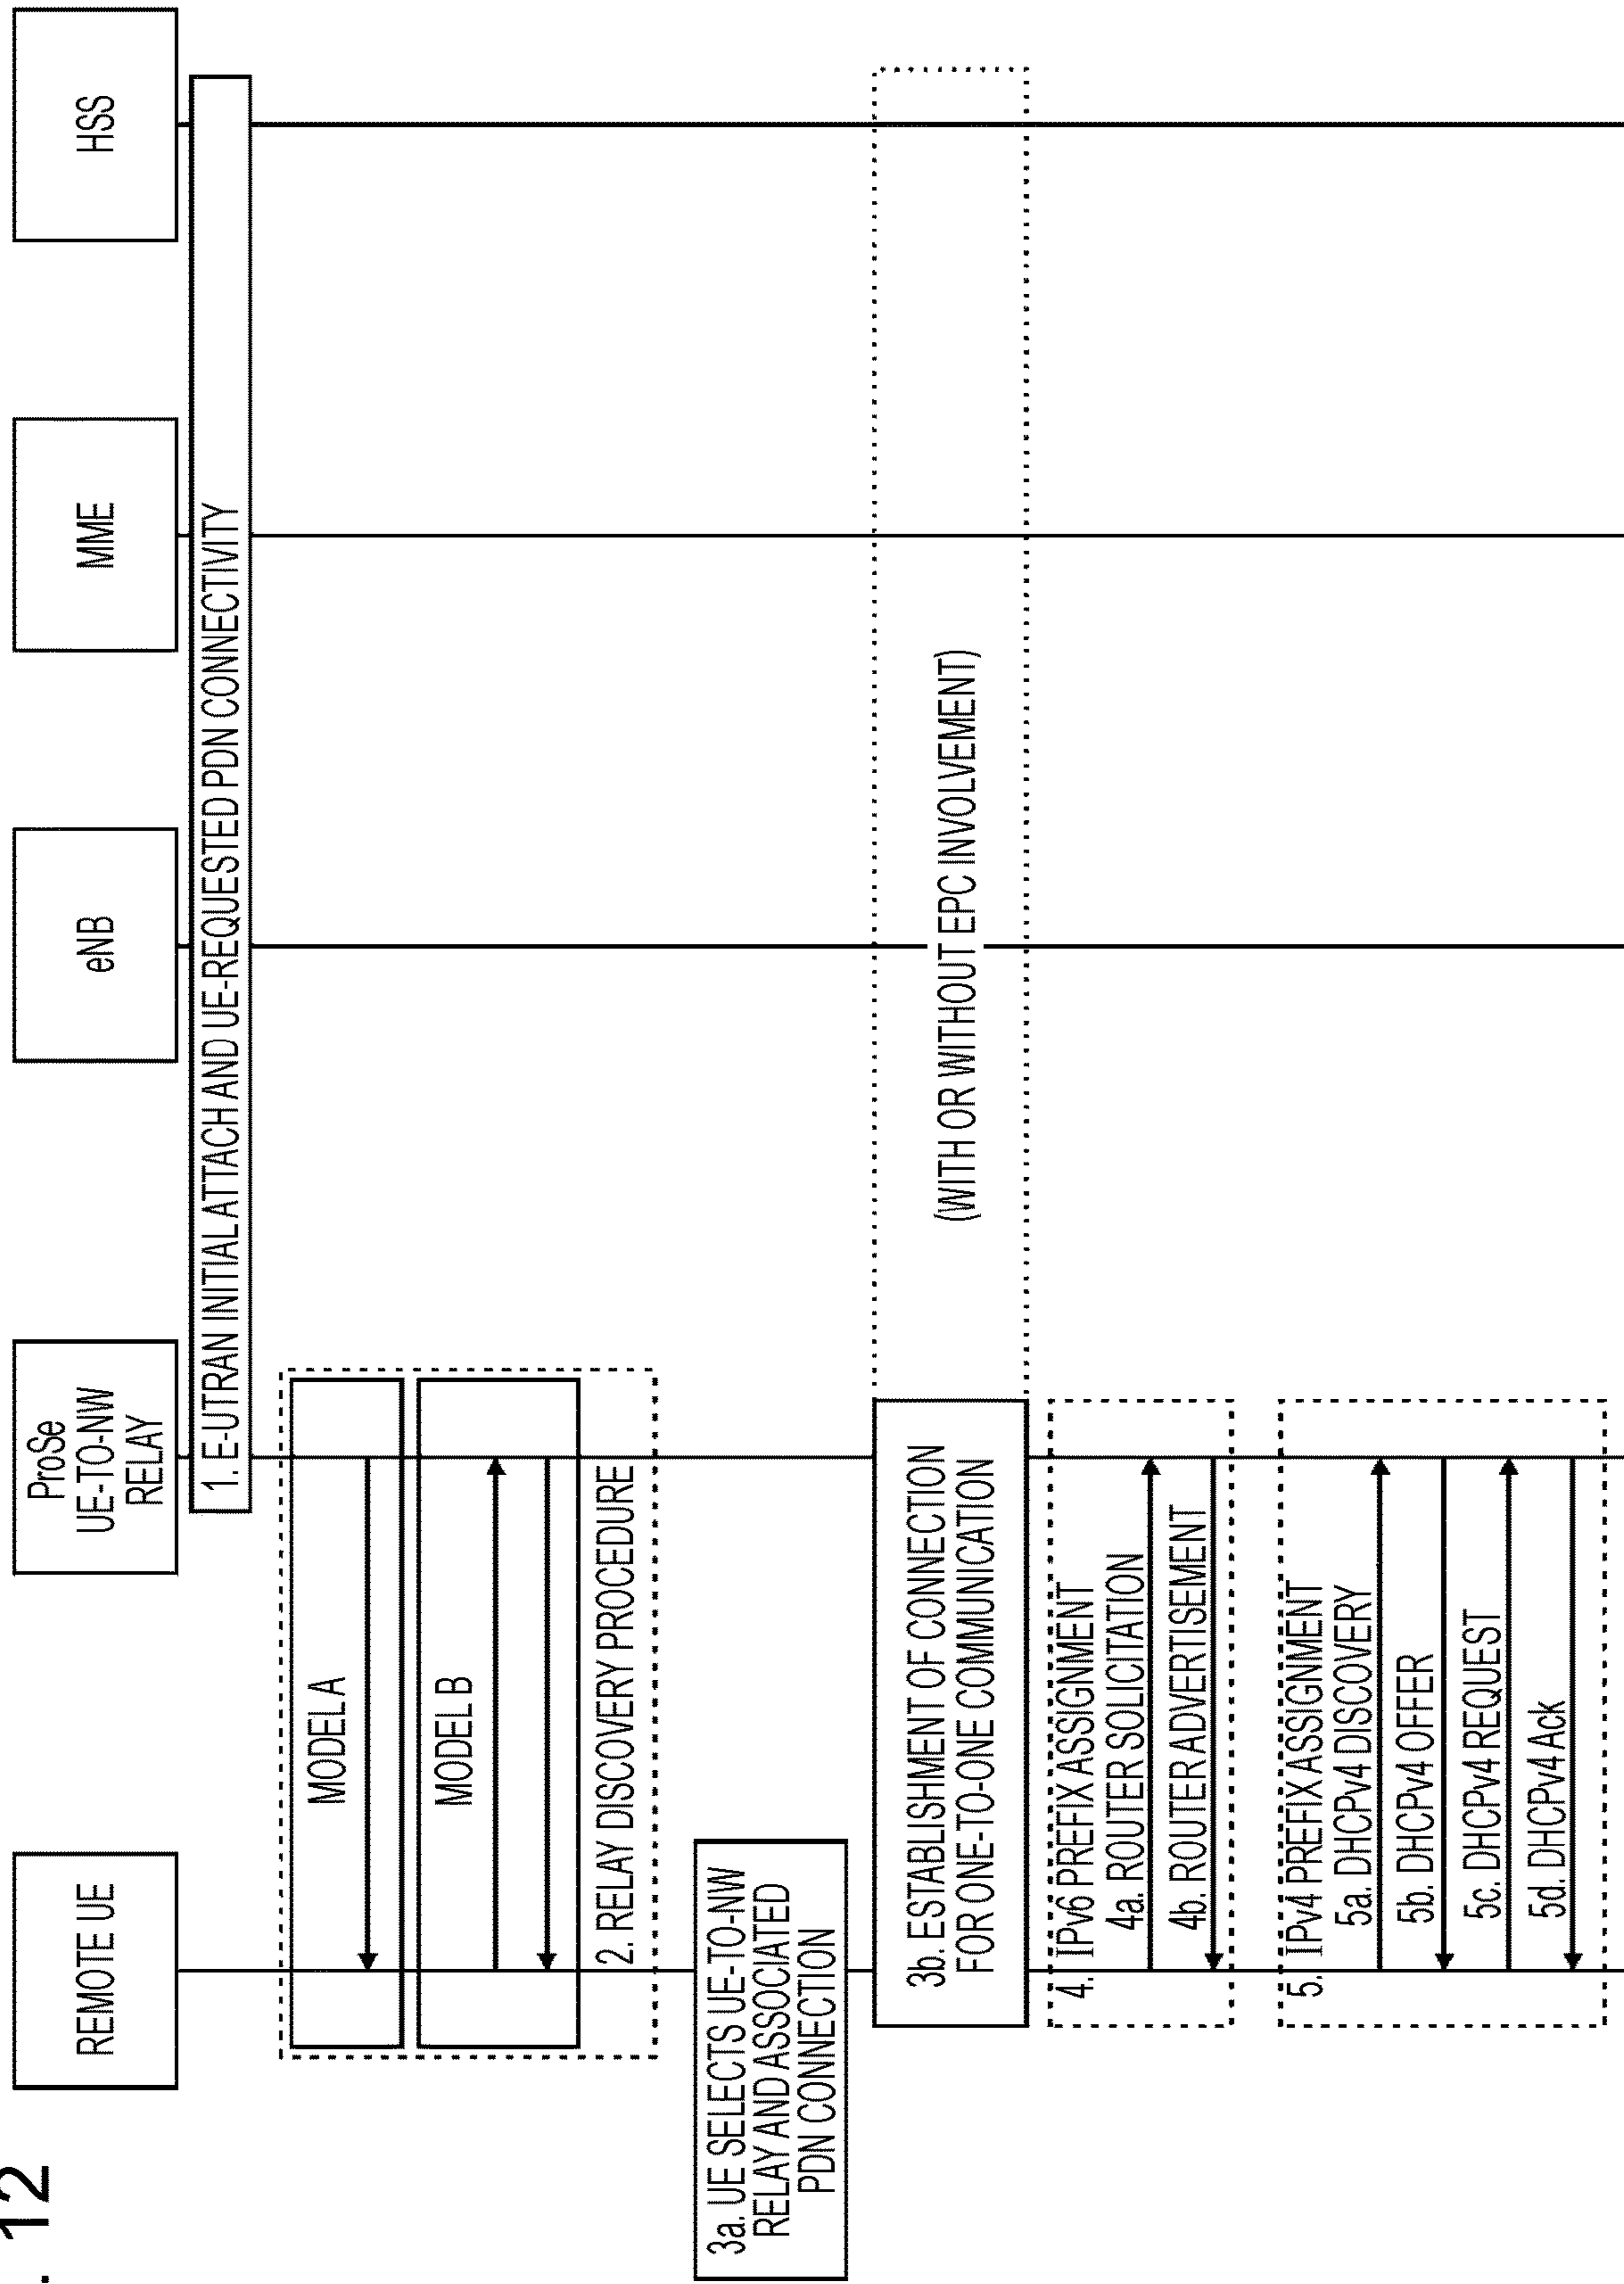 . 12
REMOTE UE
ProSe
UE-TO-NW
RELAY
eNB
MME
HSS
1. E-UTRAN INITIAL ATTACH AND UE-REQUESTED PDN CONNECTIVITY
MODEL A
MODEL B
2. RELAY DISCOVERY PROCEDURE
3a. UE SELECTS UE-TO-NW
RELAY AND ASSOCIATED
PDN CONNECTION
3b. ESTABLISHMENT OF CONNECTION
FOR ONE-TO-ONE COMMUNICATION
(WITH OR WITHOUT EPC INVOLVEMENT)
4. IPv6 PREFIX ASSIGNMENT
4a. ROUTER SOLICITATION
4b. ROUTER ADVERTISEMENT
5. IPv4 PREFIX ASSIGNMENT
5a. DHCPv4 DISCOVERY
5b. DHCPv4 OFFER
5c. DHCPv4 REQUEST
5d. DHCPv4 Ack